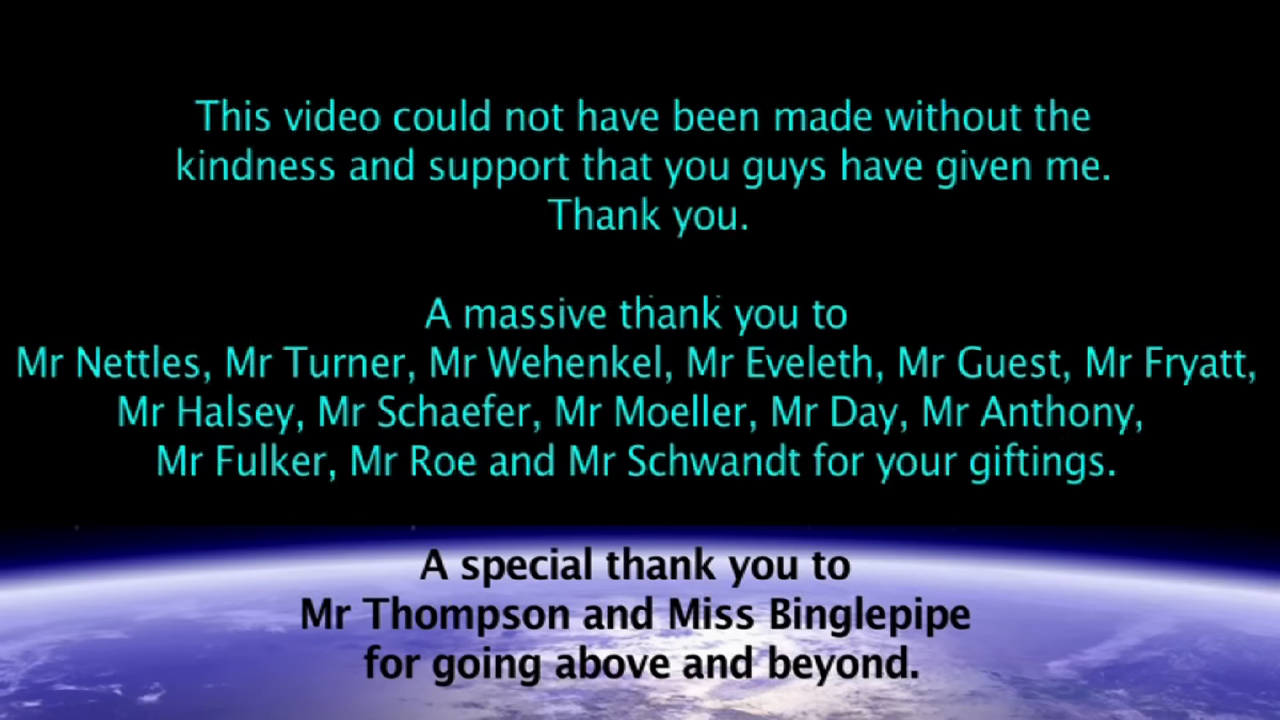 This video could not have been made without the
kindness and support that you guys have given me.
Thank you.
A massive thank you to
Mr Nettles, Mr Turner, Mr Wehenkel, Mr Eveleth, Mr Guest, Mr Fryatt,
Mr Halsey, Mr Schaefer, Mr Moeller, Mr Day, Mr Anthony,
Mr Fulker, Mr Roe and Mr Schwandt for your giftings.
A special thank you to
Mr Thompson and Miss Binglepipe
for going above and beyond.